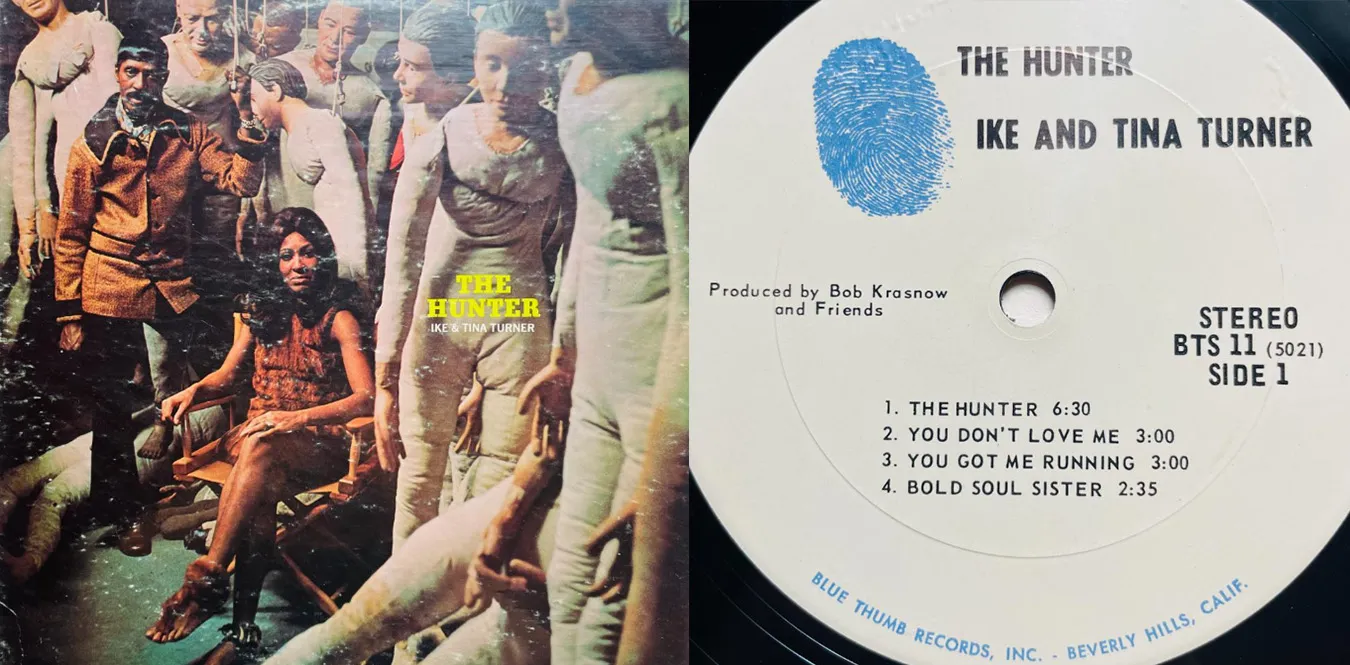 THE
HUNTER
IKE & TINA TURNER
THE HUNTER
IKE AND TINA TURNER
Produced by Bob Krasnow
and Friends
STEREO
BTS 11 (5021)
SIDE 1
1. THE HUNTER 6:30
2. YOU DON'T LOVE ME 3:00
3. YOU GOT ME RUNNING 3:00
4. BOLD SOUL SISTER 2:35
BLUE THUMB RECORDS, INC. - BEVERLY HILLS, CALIF.